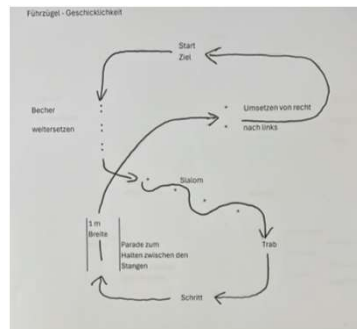 Führzügel - Geschicklichkeit
Start
Ziel
Becher
weitersetzen
Umsetzen von recht
nach links
Slalom
1 m
Breite
Parade zum
Halten zwischen den
Stangen
Trab
Schritt